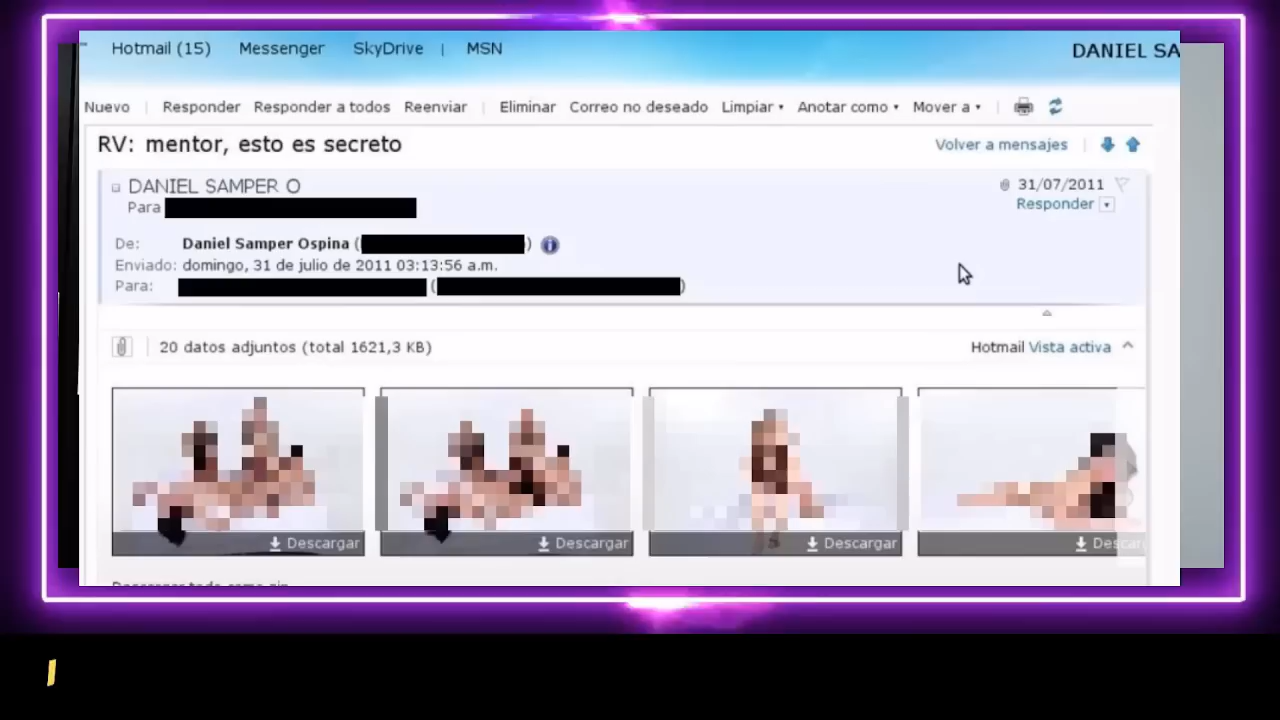 Hotmail (15) Messenger SkyDrive | MSN
DANIEL SA
Nuevo | Responder Responder a todos Reenviar | Eliminar Correo no deseado Limpiar Anotar como Mover a |
RV: mentor, esto es secreto
Volver a mensajes
DANIEL SAMPER O
31/07/2011
Para
Responder
De: Daniel Samper Ospina ( )
Enviado: domingo, 31 de julio de 2011 03:13:56 a.m.
Para: ( )
20 datos adjuntos (total 1621,3 KB)
Hotmail Vista activa
Descargar Descargar Descargar Descar